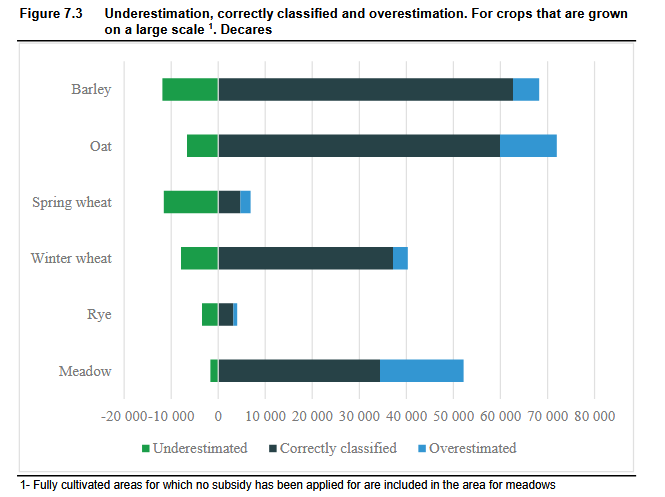 Figure 7.3 Underestimation, correctly classified and overestimation. For crops that are grown
on a large scale ¹. Decares
Barley
Oat
Spring wheat
Winter wheat
Rye
Meadow
-20 000 -10 000 0 10 000 20 000 30 000 40 000 50 000 60 000 70 000 80 000
Underestimated Correctly classified Overestimated
1- Fully cultivated areas for which no subsidy has been applied for are included in the area for meadows